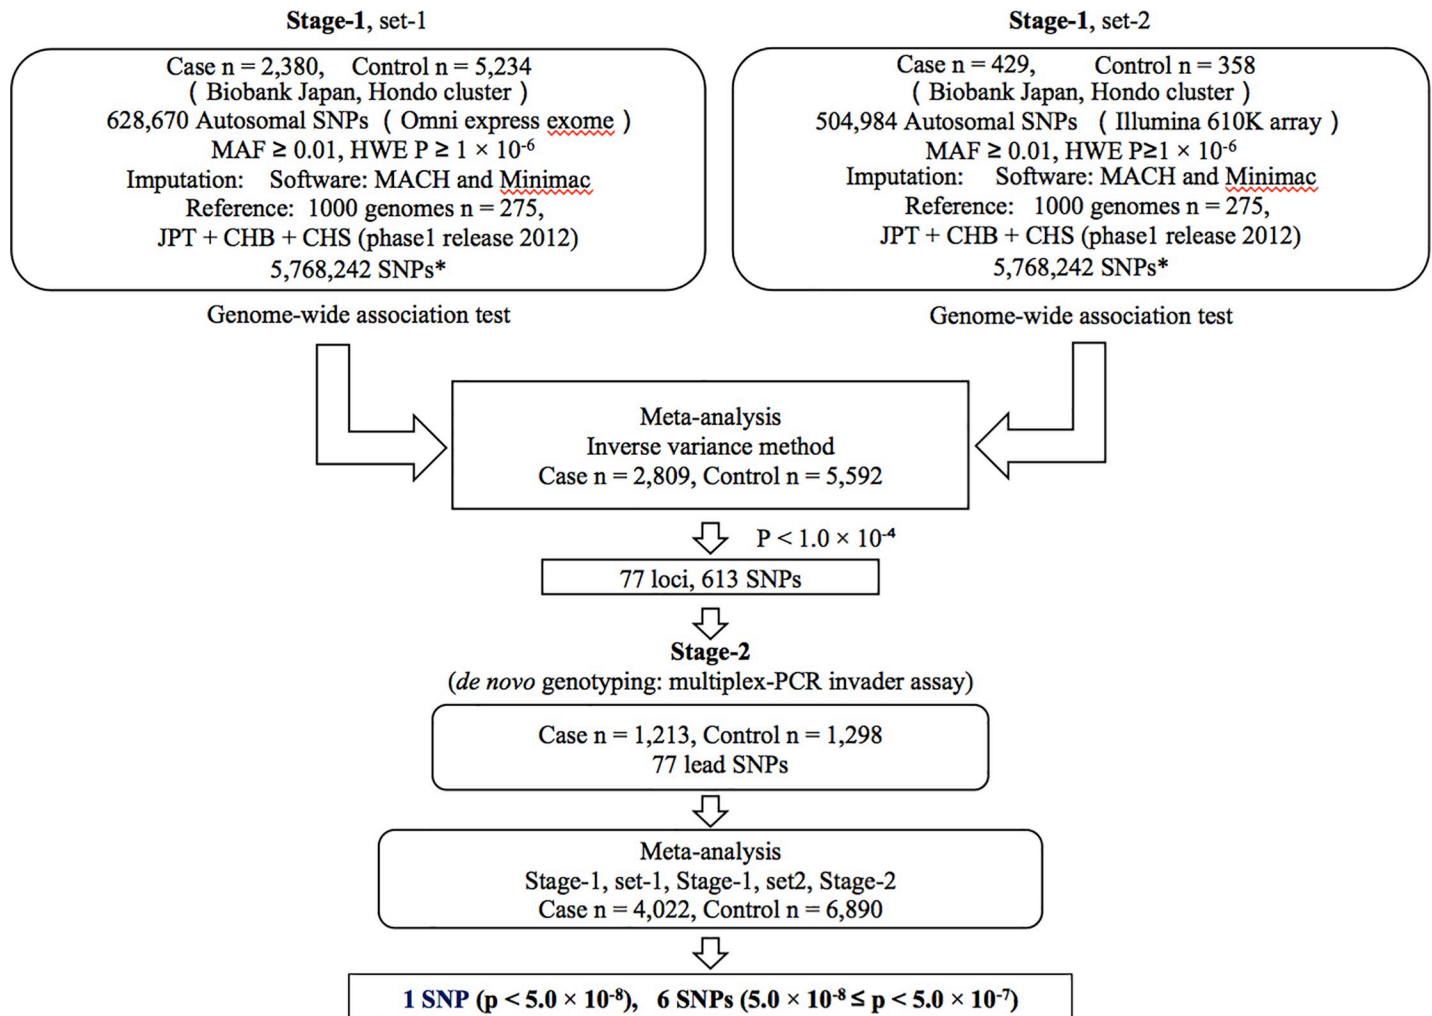 Stage-1, set-1
Case n = 2,380, Control n = 5,234
( Biobank Japan, Hondo cluster )
628,670 Autosomal SNPs ( Omni express exome )
MAF ≥ 0.01, HWE P ≥ 1 × 10-6
Imputation: Software: MACH and Minimac
Reference: 1000 genomes n = 275,
JPT + CHB + CHS (phase1 release 2012)
5,768,242 SNPs*
Genome-wide association test
Stage-1, set-2
Case n = 429, Control n = 358
( Biobank Japan, Hondo cluster )
504,984 Autosomal SNPs ( Illumina 610K array )
MAF ≥ 0.01, HWE P≥1 × 10-6
Imputation: Software: MACH and Minimac
Reference: 1000 genomes n = 275,
JPT + CHB + CHS (phase1 release 2012)
5,768,242 SNPs*
Genome-wide association test
Meta-analysis
Inverse variance method
Case n = 2,809, Control n = 5,592
P < 1.0 × 10-4
77 loci, 613 SNPs
Stage-2
(de novo genotyping: multiplex-PCR invader assay)
Case n = 1,213, Control n = 1,298
77 lead SNPs
Meta-analysis
Stage-1, set-1, Stage-1, set2, Stage-2
Case n = 4,022, Control n = 6,890
1 SNP (p < 5.0 × 10-8), 6 SNPs (5.0 × 10-8 ≤ p < 5.0 × 10-7)